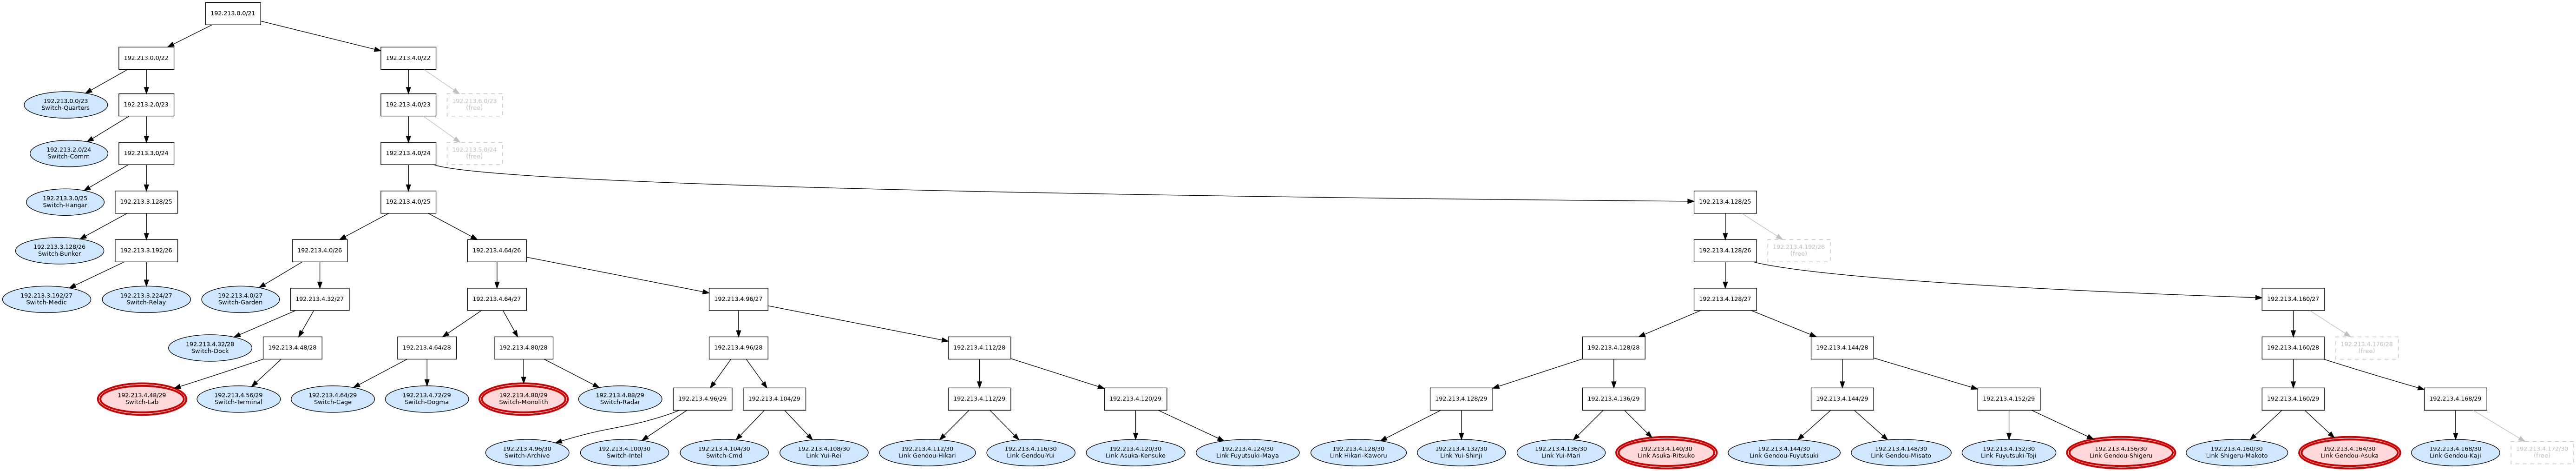 192.213.0.0/21
192.213.0.0/22
192.213.4.0/22
192.213.0.0/23
Switch-Quarters
192.213.2.0/23
192.213.4.0/23
192.213.6.0/23
(free)
192.213.2.0/24
Switch-Comm
192.213.3.0/24
192.213.4.0/24
192.213.5.0/24
(free)
192.213.3.0/25
Switch-Hangar
192.213.3.128/25
192.213.4.0/25
192.213.4.128/25
192.213.3.128/26
Switch-Bunker
192.213.3.192/26
192.213.4.0/26
192.213.4.64/26
192.213.4.128/26
192.213.4.192/26
(free)
192.213.3.192/27
Switch-Medic
192.213.3.224/27
Switch-Relay
192.213.4.0/27
Switch-Garden
192.213.4.32/27
192.213.4.64/27
192.213.4.96/27
192.213.4.128/27
192.213.4.160/27
192.213.4.32/28
Switch-Dock
192.213.4.48/28
192.213.4.64/28
192.213.4.80/28
192.213.4.96/28
192.213.4.112/28
192.213.4.128/28
192.213.4.144/28
192.213.4.160/28
192.213.4.176/28
(free)
192.213.4.48/29
Switch-Lab
192.213.4.56/29
Switch-Terminal
192.213.4.64/29
Switch-Cage
192.213.4.72/29
Switch-Dogma
192.213.4.80/29
Switch-Monolith
192.213.4.88/29
Switch-Radar
192.213.4.96/29
192.213.4.104/29
192.213.4.112/29
192.213.4.120/29
192.213.4.128/29
192.213.4.136/29
192.213.4.144/29
192.213.4.152/29
192.213.4.160/29
192.213.4.168/29
192.213.4.96/30
Switch-Archive
192.213.4.100/30
Switch-Intel
192.213.4.104/30
Switch-Cmd
192.213.4.108/30
Link Yui-Rei
192.213.4.112/30
Link Gendou-Hikari
192.213.4.116/30
Link Gendou-Yui
192.213.4.120/30
Link Asuka-Kensuke
192.213.4.124/30
Link Fuyutsuki-Maya
192.213.4.128/30
Link Hikari-Kaworu
192.213.4.132/30
Link Yui-Shinji
192.213.4.136/30
Link Yui-Mari
192.213.4.140/30
Link Asuka-Ritsuko
192.213.4.144/30
Link Gendou-Fuyutsuki
192.213.4.148/30
Link Gendou-Misato
192.213.4.152/30
Link Fuyutsuki-Toji
192.213.4.156/30
Link Gendou-Shigeru
192.213.4.160/30
Link Shigeru-Makoto
192.213.4.164/30
Link Gendou-Asuka
192.213.4.168/30
Link Gendou-Kaji
192.213.4.172/30
(free)